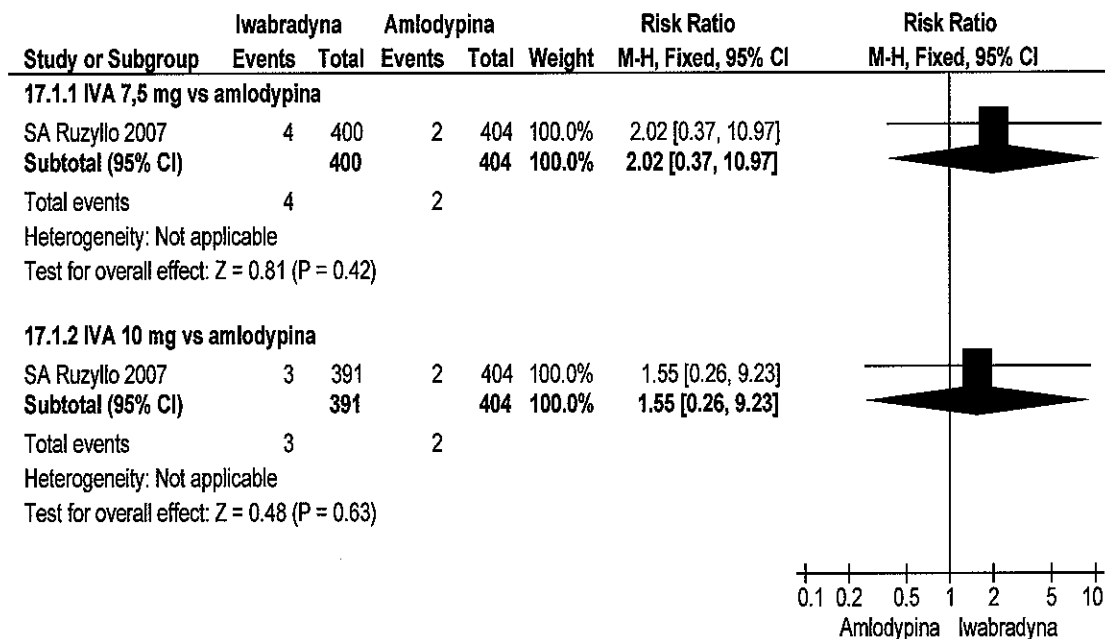 Iwabradyna Amlodypina Risk Ratio Risk Ratio
Study or Subgroup Events Total Events Total Weight M-H, Fixed, 95% CI M-H, Fixed, 95% CI
17.1.1 IVA 7,5 mg vs amlodypina
SA Ruzyllo 2007 4 400 2 404 100.0% 2.02 [0.37, 10.97]
Subtotal (95% CI) 400 404 100.0% 2.02 [0.37, 10.97]
Total events 4 2
Heterogeneity: Not applicable
Test for overall effect: Z = 0.81 (P = 0.42)
17.1.2 IVA 10 mg vs amlodypina
SA Ruzyllo 2007 3 391 2 404 100.0% 1.55 [0.26, 9.23]
Subtotal (95% CI) 391 404 100.0% 1.55 [0.26, 9.23]
Total events 3 2
Heterogeneity: Not applicable
Test for overall effect: Z = 0.48 (P = 0.63)
0.1 0.2 0.5 1 2 5 10
Amlodypina Iwabradyna